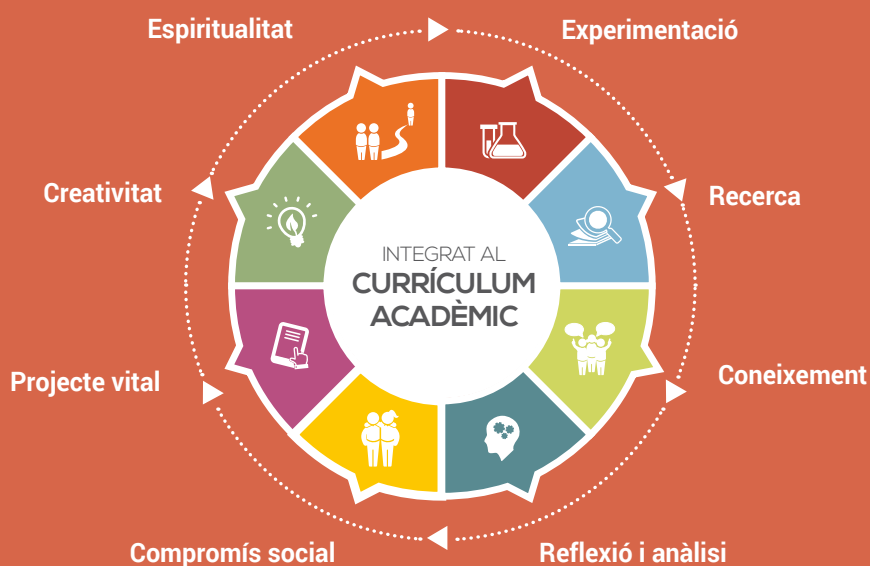 Espiritualitat
Experimentació
Creativitat
Recerca
INTEGRAT AL
CURRÍCULUM
ACADÈMIC
Projecte vital
Coneixement
Compromís social
Reflexió i anàlisi